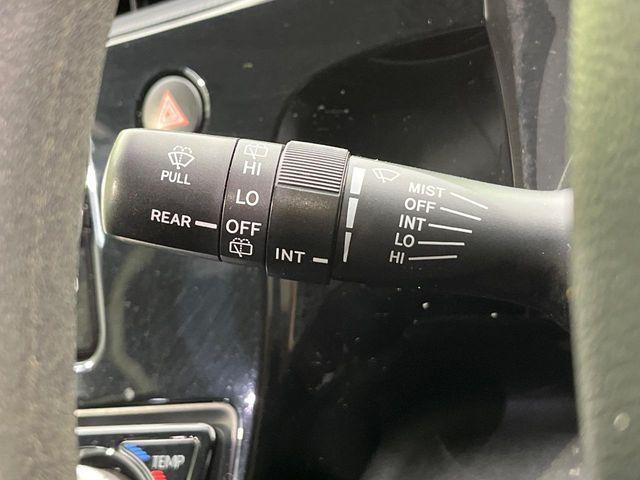 PULL
REAR
HI
LO
OFF
INT
MIST
OFF
INT
LO
HI
TEMP